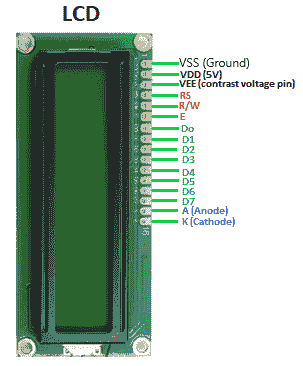 LCD
VSS (Ground)
VDD (5V)
VEE (contrast voltage pin)
RS
R/W
E
Do
D1
D2
D3
D4
D5
D6
D7
A (Anode)
K (Cathode)